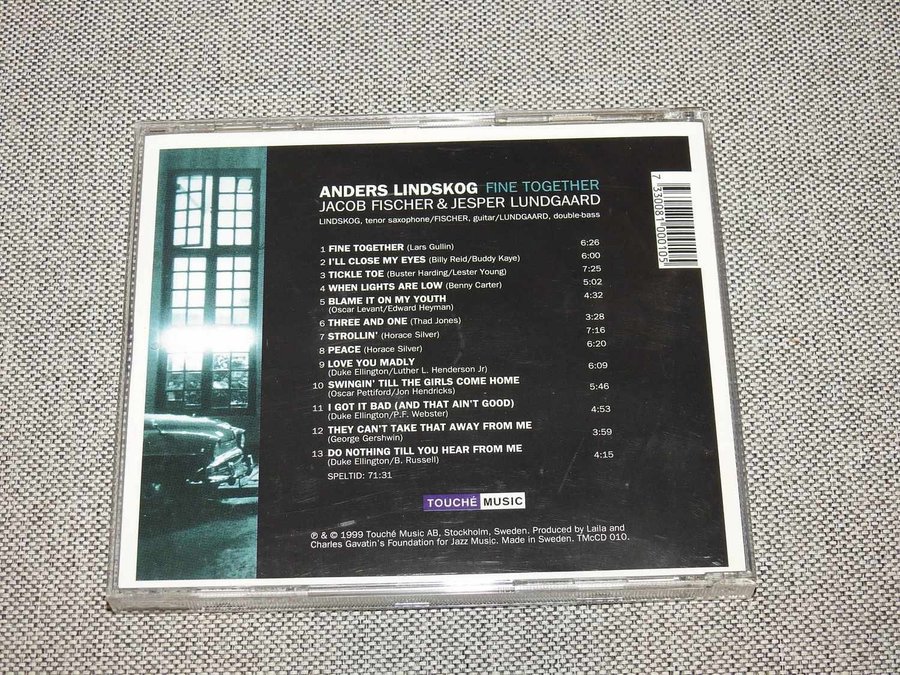 ANDERS LINDSKOG FINE TOGETHER
JACOB FISCHER & JESPER LUNDGAARD
LINDSKOG, tenor saxophone/FISCHER, guitar/LUNDGAARD, double-bass
1 FINE TOGETHER (Lars Gullin) 6:26
2 I'LL CLOSE MY EYES (Billy Reid/Buddy Kaye) 6:00
3 TICKLE TOE (Buster Harding/Lester Young) 7:25
4 WHEN LIGHTS ARE LOW (Benny Carter) 5:02
5 BLAME IT ON MY YOUTH 4:32
(Oscar Levant/Edward Heyman)
6 THREE AND ONE (Thad Jones) 3:28
7 STROLLIN' (Horace Silver) 7:16
8 PEACE (Horace Silver) 6:20
9 LOVE YOU MADLY 6:09
(Duke Ellington/Luther L. Henderson Jr)
10 SWINGIN' TILL THE GIRLS COME HOME 5:46
(Oscar Pettiford/Jon Hendricks)
11 I GOT IT BAD (AND THAT AIN'T GOOD) 4:53
(Duke Ellington/P.F. Webster)
12 THEY CAN'T TAKE THAT AWAY FROM ME 3:59
(George Gershwin)
13 DO NOTHING TILL YOU HEAR FROM ME 4:15
(Duke Ellington/B. Russell)
SPELTID: 71:31
TOUCHÉ MUSIC
℗ & © 1999 Touché Music AB, Stockholm, Sweden. Produced by Laila and
Charles Gavatin's Foundation for Jazz Music. Made in Sweden. TMcCD 010.
7 330081 000105